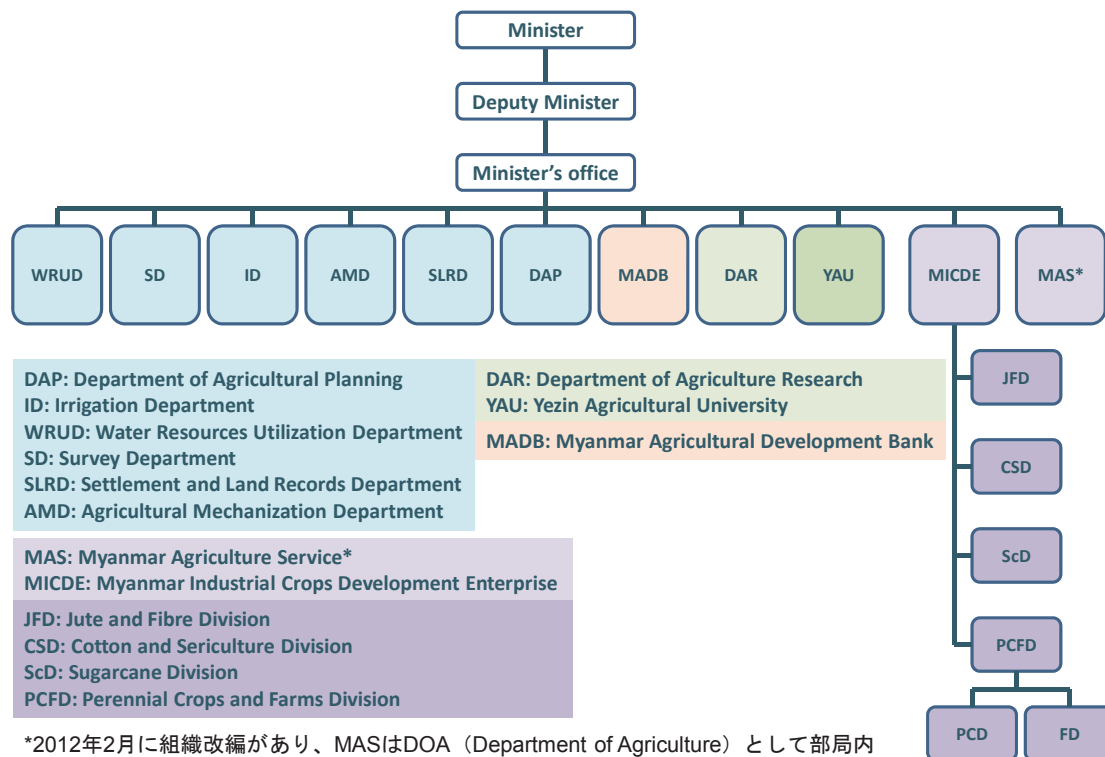 Minister
Deputy Minister
Minister's office
WRUD SD ID AMD SLRD DAP MADB DAR YAU MICDE MAS*
DAP: Department of Agricultural Planning
ID: Irrigation Department
WRUD: Water Resources Utilization Department
SD: Survey Department
SLRD: Settlement and Land Records Department
AMD: Agricultural Mechanization Department
DAR: Department of Agriculture Research
YAU: Yezin Agricultural University
MADB: Myanmar Agricultural Development Bank
MAS: Myanmar Agriculture Service*
MICDE: Myanmar Industrial Crops Development Enterprise
JFD: Jute and Fibre Division
CSD: Cotton and Sericulture Division
ScD: Sugarcane Division
PCFD: Perennial Crops and Farms Division
JFD
CSD
ScD
PCFD
PCD FD
*2012年2月に組織改編があり、MASはDOA（Department of Agriculture）として部局内